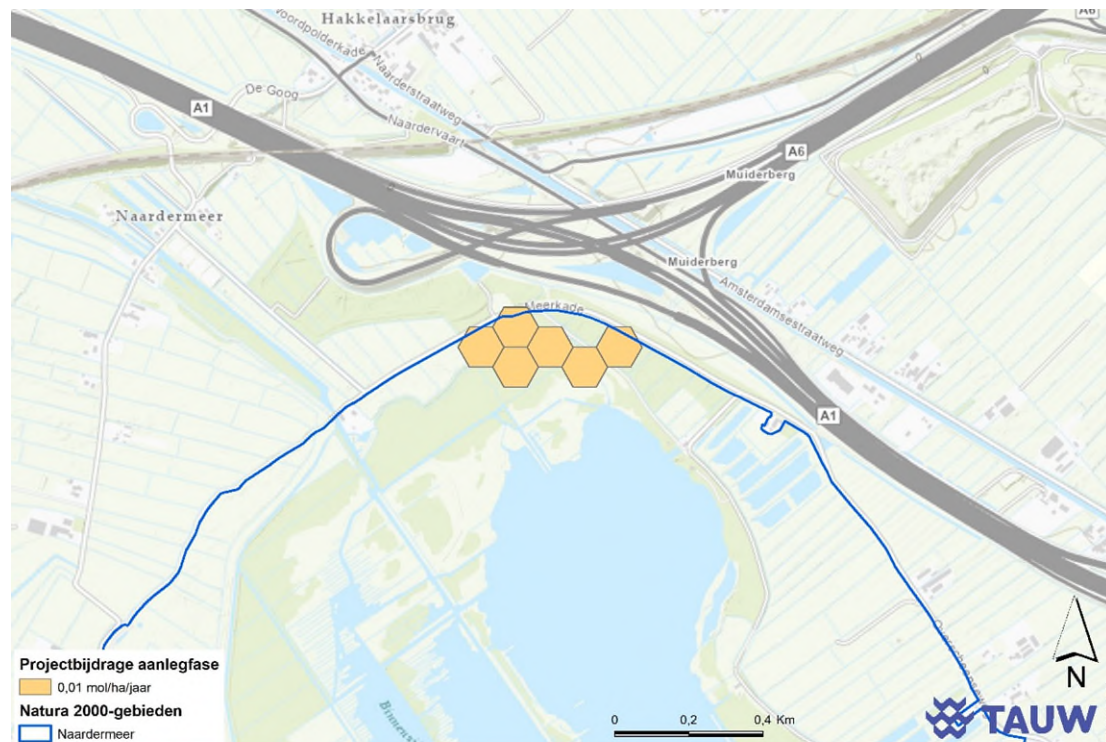 Hakkelaarsbrug
A6
Noordpolderkade
Naarderstraatweg
De Goog
A1
Naardervaart
A6
Muiderberg
Naardermeer
Muiderberg
Amsterdamsestraatweg
Meerkade
A1
Projectbijdrage aanlegfase
0,01 mol/ha/jaar
Natura 2000-gebieden
Naardermeer
0 0,2 0,4 Km
N
TAUW